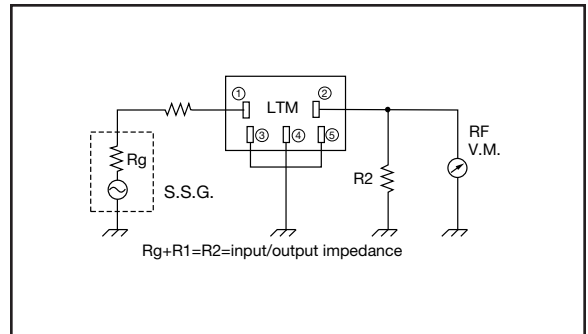 ① LTM ②
③ ④ ⑤
Rg
S.S.G.
R2
RF
V.M.
Rg+R1=R2=input/output impedance